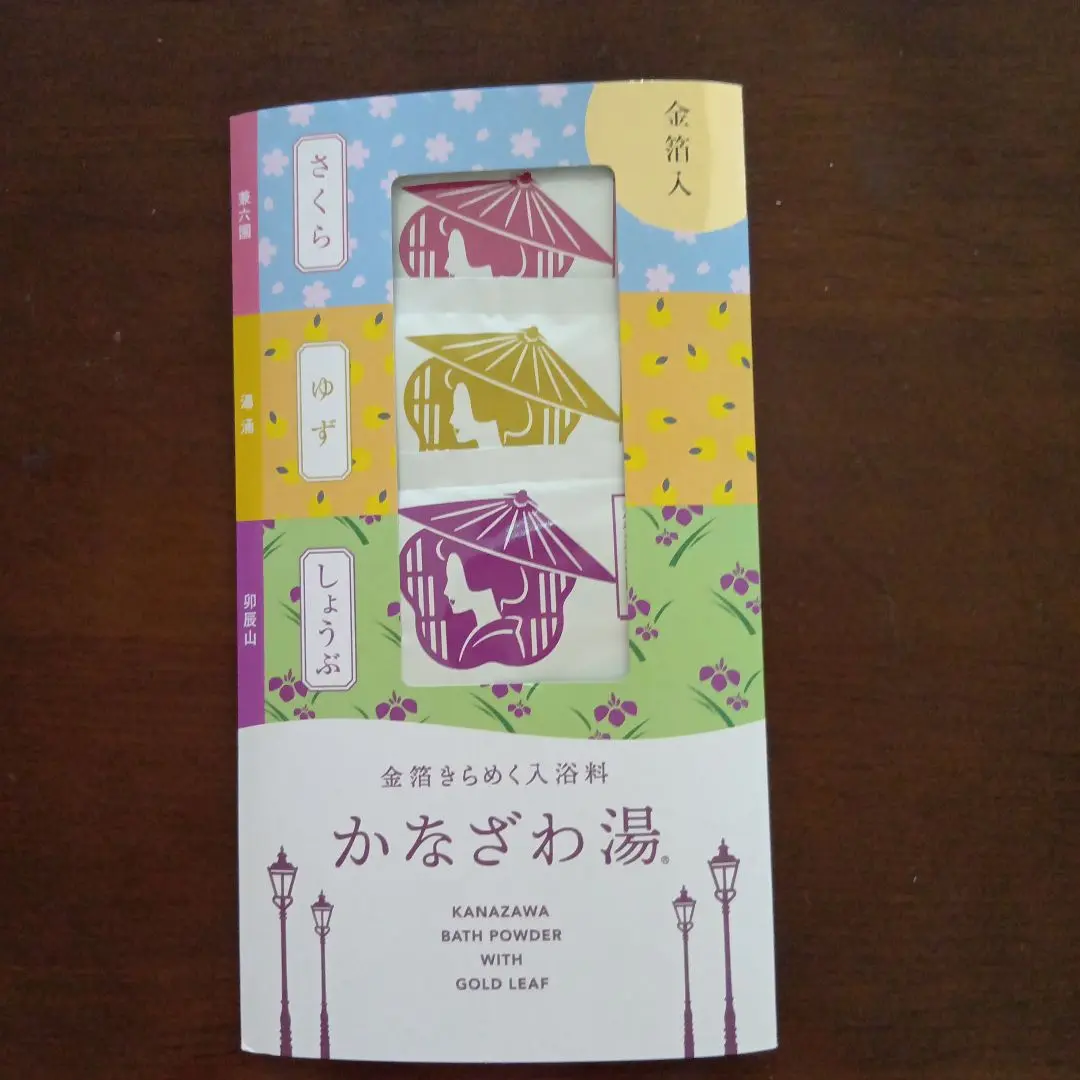 金箔入
さくら
兼六園
ゆず
湯涌
しょうぶ
卯辰山
金箔きらめく入浴料
かなざわ湯®
KANAZAWA
BATH POWDER
WITH
GOLD LEAF